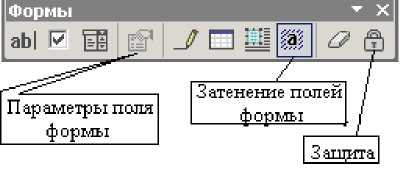 Формы
ab|
a
Параметры поля
формы
Затенение полей
формы
Защита